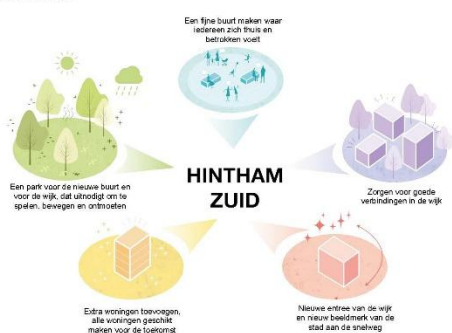 Een fijne buurt maken waar
iedereen zich thuis en
betrokken voelt
HINTHAM
ZUID
Een park voor de nieuwe buurt en
voor de wijk, dat uitnodigt om te
spelen, bewegen en ontmoeten
Zorgen voor goede
verbindingen in de wijk
Extra woningen toevoegen,
alle woningen geschikt
maken voor de toekomst
Nieuwe entree van de wijk
en nieuw beeldmerk van de
stad aan de snelweg